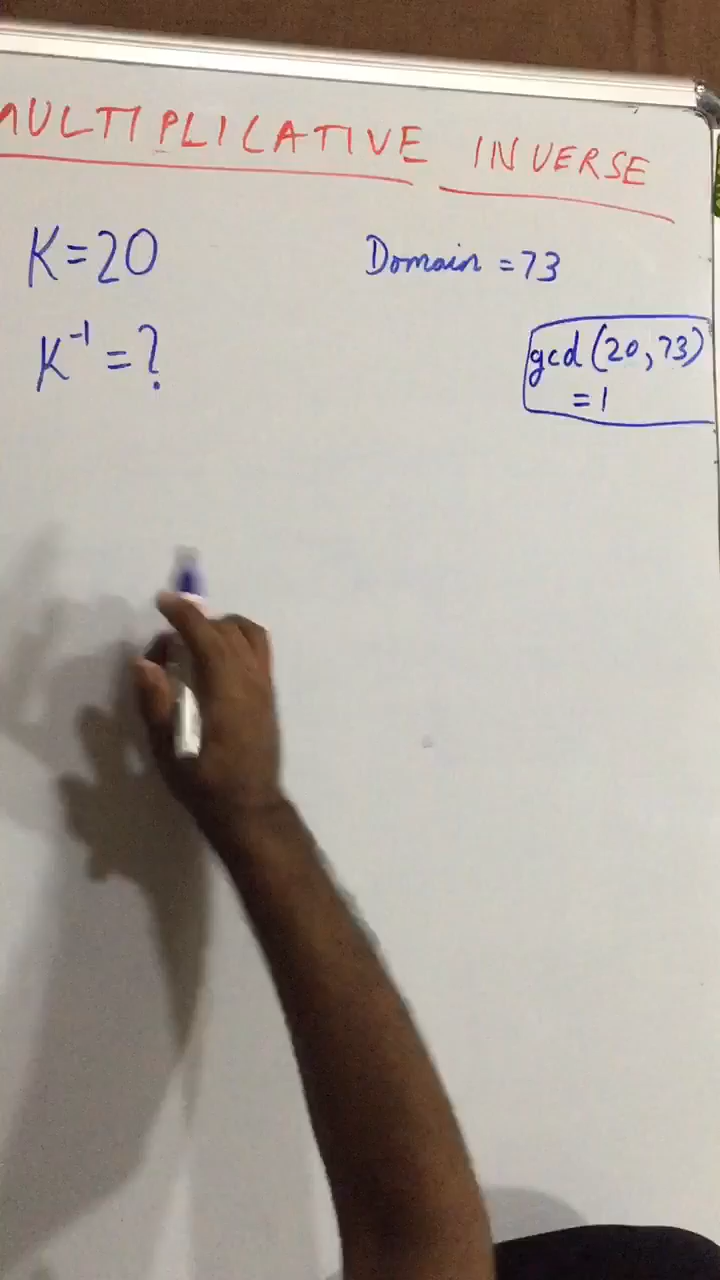 MULTIPLICATIVE INVERSE
K=20
Domain = 73
K⁻¹ = ?
gcd (20, 73)
= 1